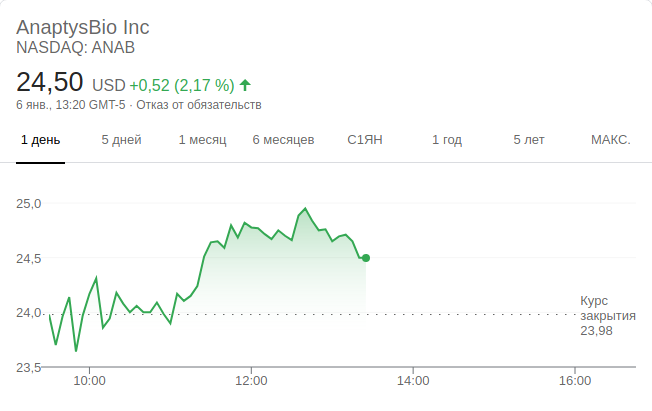 AnaptysBio Inc
NASDAQ: ANAB
24,50 USD +0,52 (2,17 %)
6 янв., 13:20 GMT-5 · Отказ от обязательств
1 день 5 дней 1 месяц 6 месяцев С1ЯН 1 год 5 лет МАКС.
25,0
24,5
24,0
23,5
Курс
закрытия
23,98
10:00 12:00 14:00 16:00